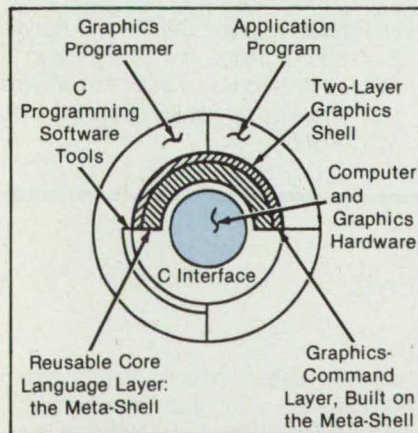 Graphics
Programmer
Application
Program
C
Programming
Software
Tools
Two-Layer
Graphics
Shell
Computer
and
Graphics
Hardware
C Interface
Reusable Core
Language Layer:
the Meta-Shell
Graphics-
Command
Layer, Built on
the Meta-Shell